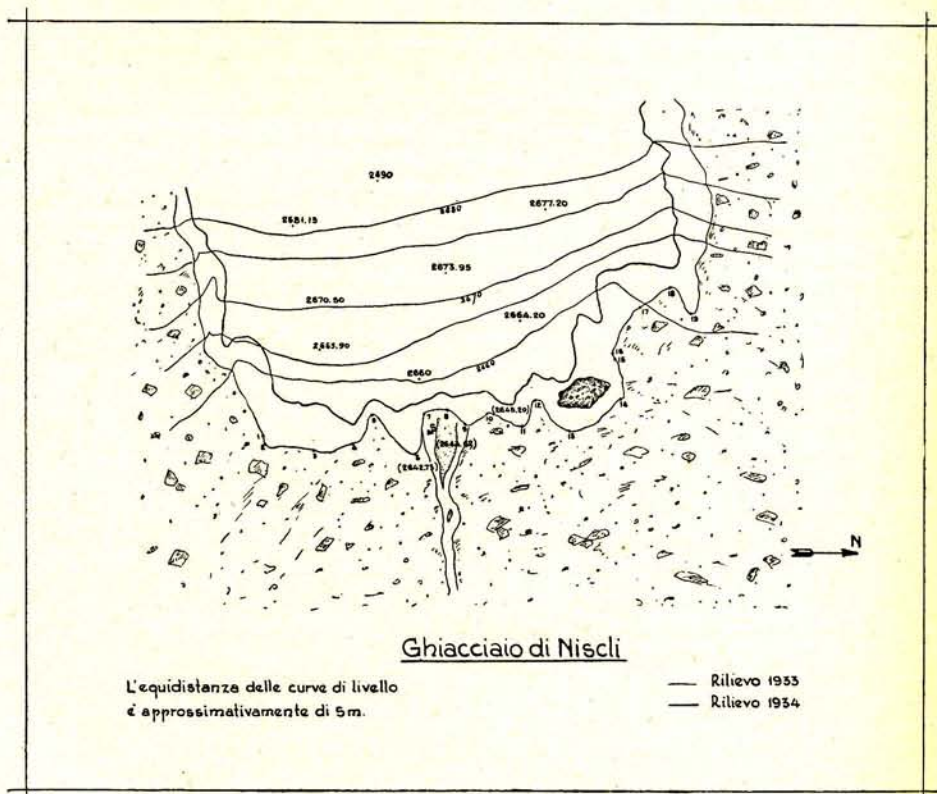 2690
2680
2677.20
2681.15
2673.95
2670.50
2670
2664.20
2665.90
2660
2660
(2648.20)
(2642.75)
N
Ghiacciaio di Niscli
L'equidistanza delle curve di livello
è approssimativamente di 5m.
Rilievo 1933
Rilievo 1934